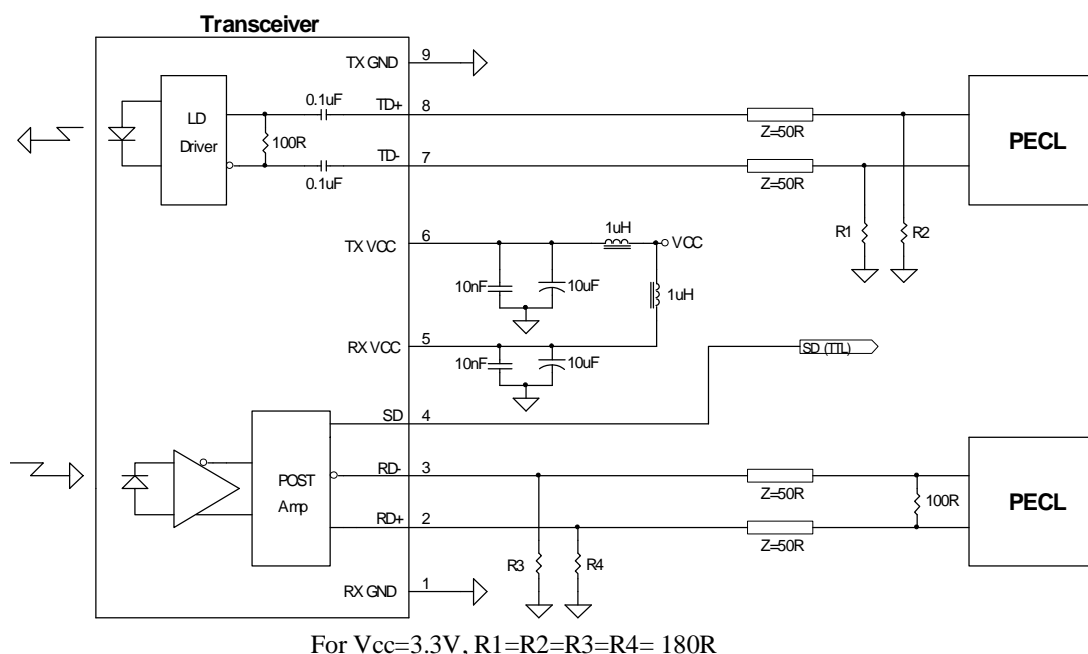 Transceiver
TX GND
9
LD
Driver
100R
0.1uF
0.1uF
TD+
8
TD-
7
Z=50R
Z=50R
R1
R2
PECL
TX VCC
6
1uH
VCC
10nF
10uF
1uH
RX VCC
5
10nF
10uF
SD (TTL)
SD
4
POST
Amp
RD-
3
RD+
2
Z=50R
Z=50R
100R
PECL
R3
R4
RX GND
1
For Vcc=3.3V, R1=R2=R3=R4= 180R